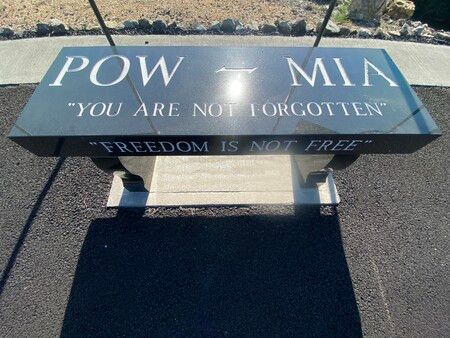 POW - MIA
"YOU ARE NOT FORGOTTEN"
"FREEDOM IS NOT FREE"